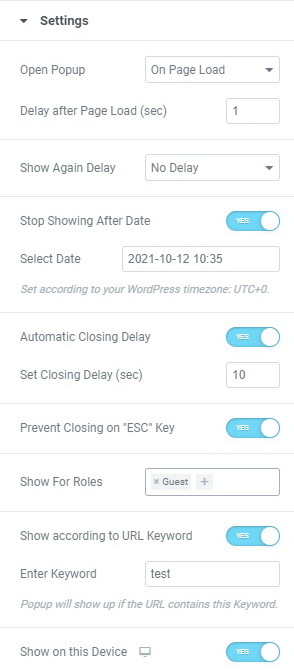 Settings
Open Popup On Page Load
Delay after Page Load (sec) 1
Show Again Delay No Delay
Stop Showing After Date YES
Select Date 2021-10-12 10:35
Set according to your WordPress timezone: UTC+0.
Automatic Closing Delay YES
Set Closing Delay (sec) 10
Prevent Closing on "ESC" Key YES
Show For Roles × Guest +
Show according to URL Keyword YES
Enter Keyword test
Popup will show up if the URL contains this Keyword.
Show on this Device YES